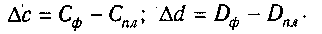 Δc = Cф − Cпл; Δd = Dф − Dпл.